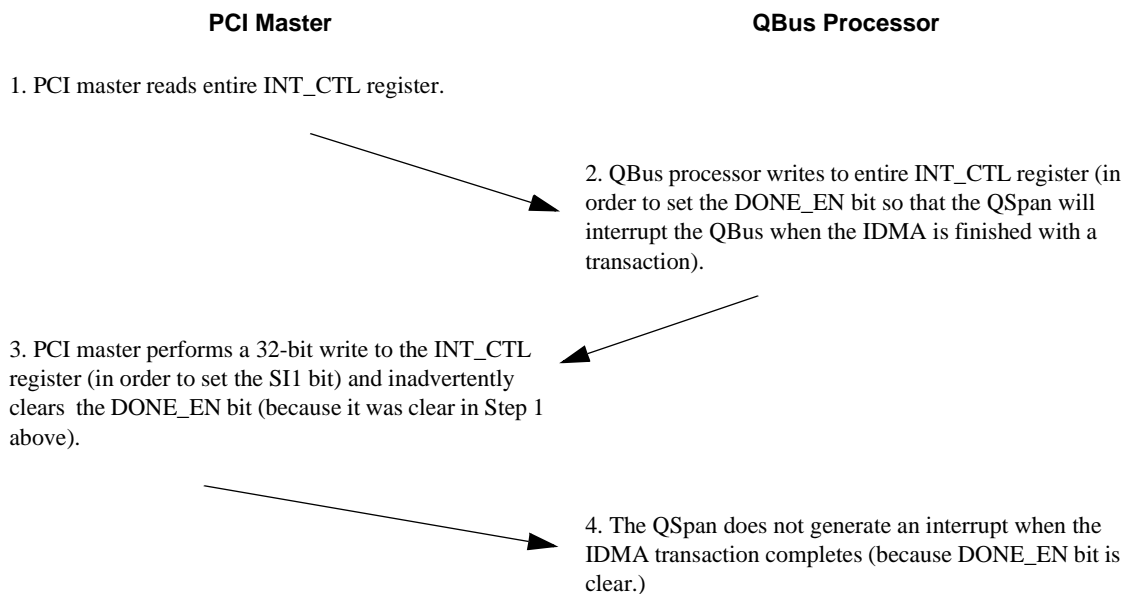 PCI Master
QBus Processor
1. PCI master reads entire INT_CTL register.
2. QBus processor writes to entire INT_CTL register (in
order to set the DONE_EN bit so that the QSpan will
interrupt the QBus when the IDMA is finished with a
transaction).
3. PCI master performs a 32-bit write to the INT_CTL
register (in order to set the SI1 bit) and inadvertently
clears the DONE_EN bit (because it was clear in Step 1
above).
4. The QSpan does not generate an interrupt when the
IDMA transaction completes (because DONE_EN bit is
clear.)